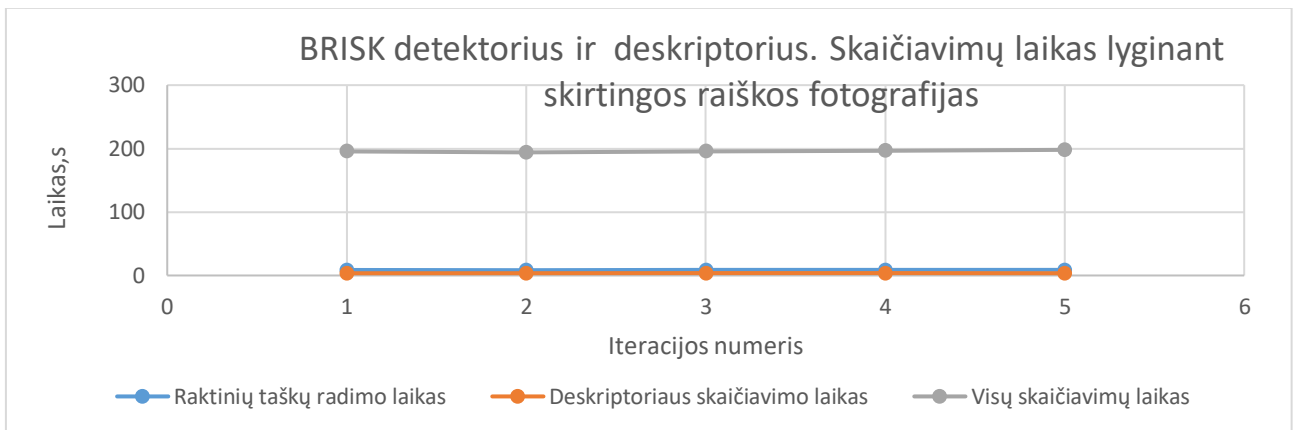 BRISK detektorius ir deskriptorius. Skaičiavimų laikas lyginant
skirtingos raiškos fotografijas
300
200
100
0
Laikas,s
0 1 2 3 4 5 6
Iteracijos numeris
Raktinių taškų radimo laikas Deskriptoriaus skaičiavimo laikas Visų skaičiavimų laikas